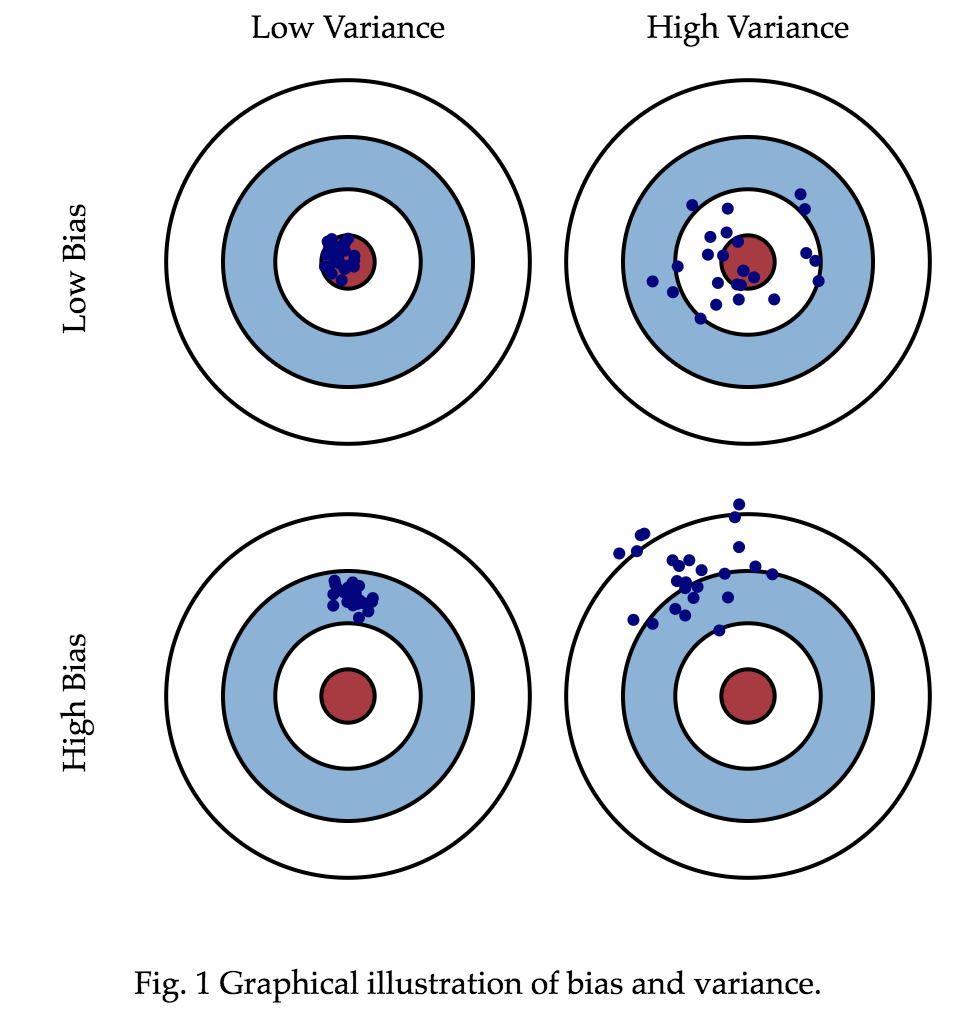 Low Variance
High Variance
Low Bias
High Bias
Fig. 1 Graphical illustration of bias and variance.